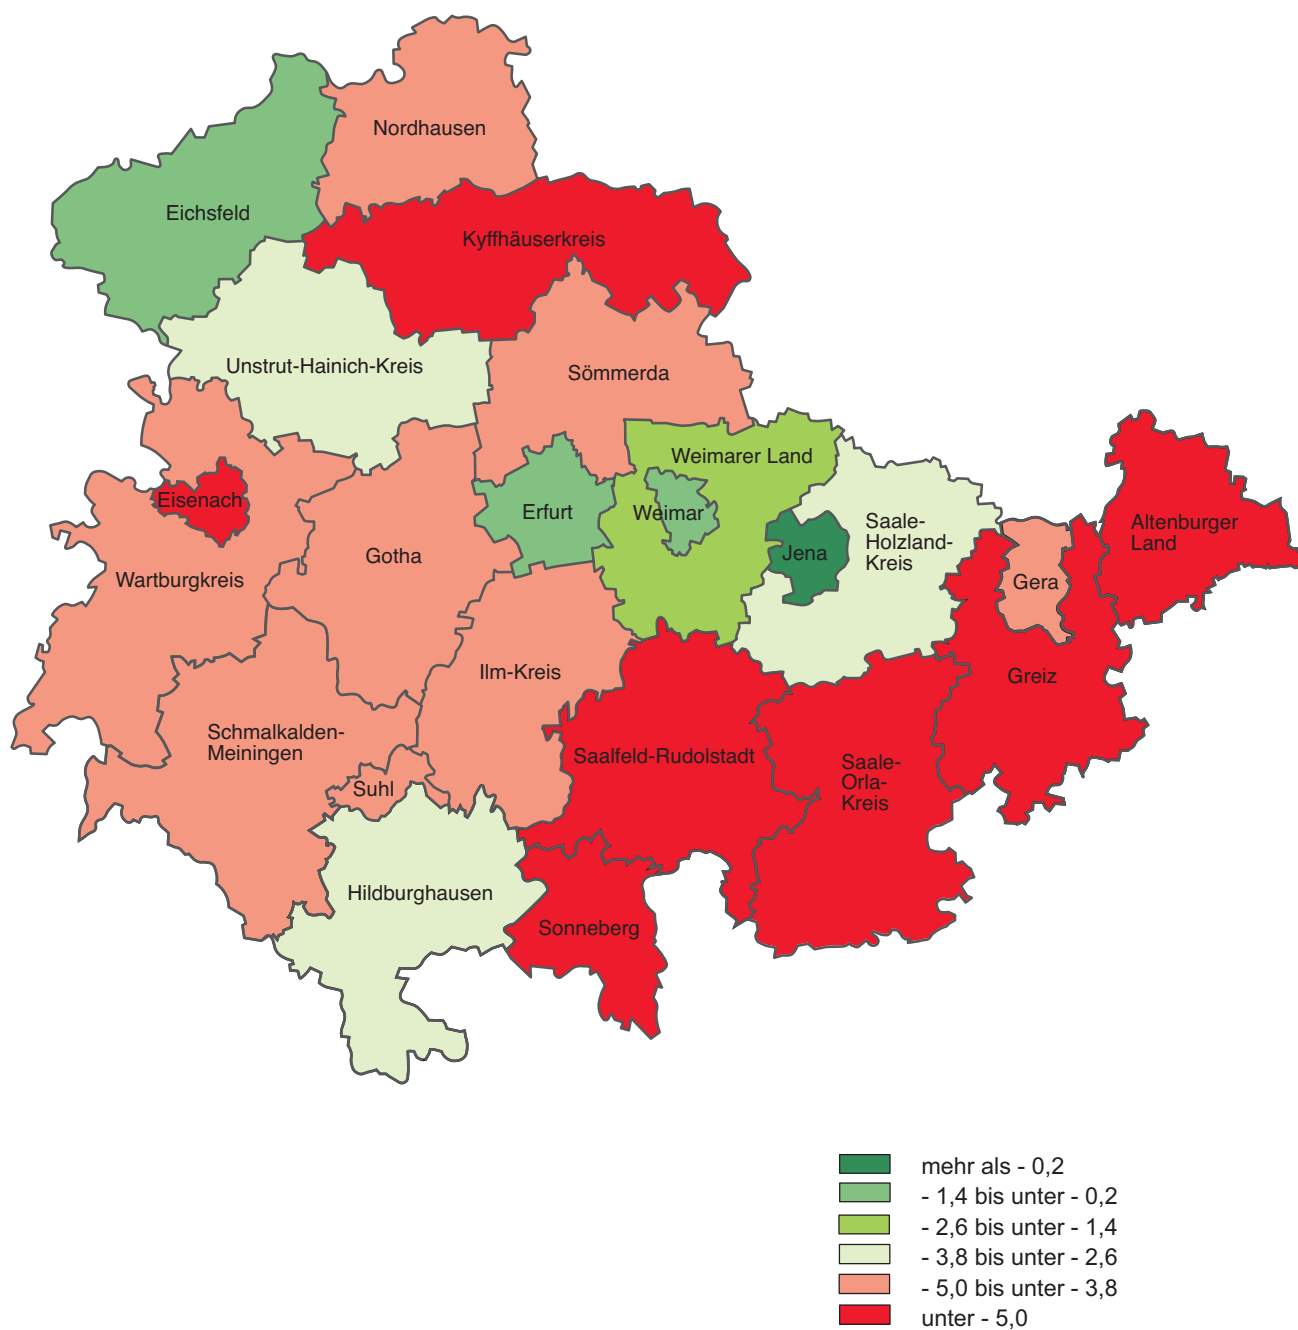 Nordhausen
Eichsfeld
Kyffhäuserkreis
Unstrut-Hainich-Kreis
Sömmerda
Weimarer Land
Eisenach
Erfurt
Weimar
Jena
Saale-
Holzland-
Kreis
Altenburger
Land
Gotha
Wartburgkreis
Gera
Ilm-Kreis
Greiz
Schmalkalden-
Meiningen
Saalfeld-Rudolstadt
Saale-
Orla-
Kreis
Suhl
Hildburghausen
Sonneberg
mehr als - 0,2
- 1,4 bis unter - 0,2
- 2,6 bis unter - 1,4
- 3,8 bis unter - 2,6
- 5,0 bis unter - 3,8
unter - 5,0